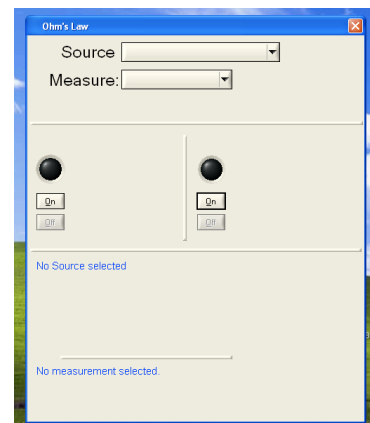 Ohm's Law
Source
Measure:
On On
Off Off
No Source selected
No measurement selected.